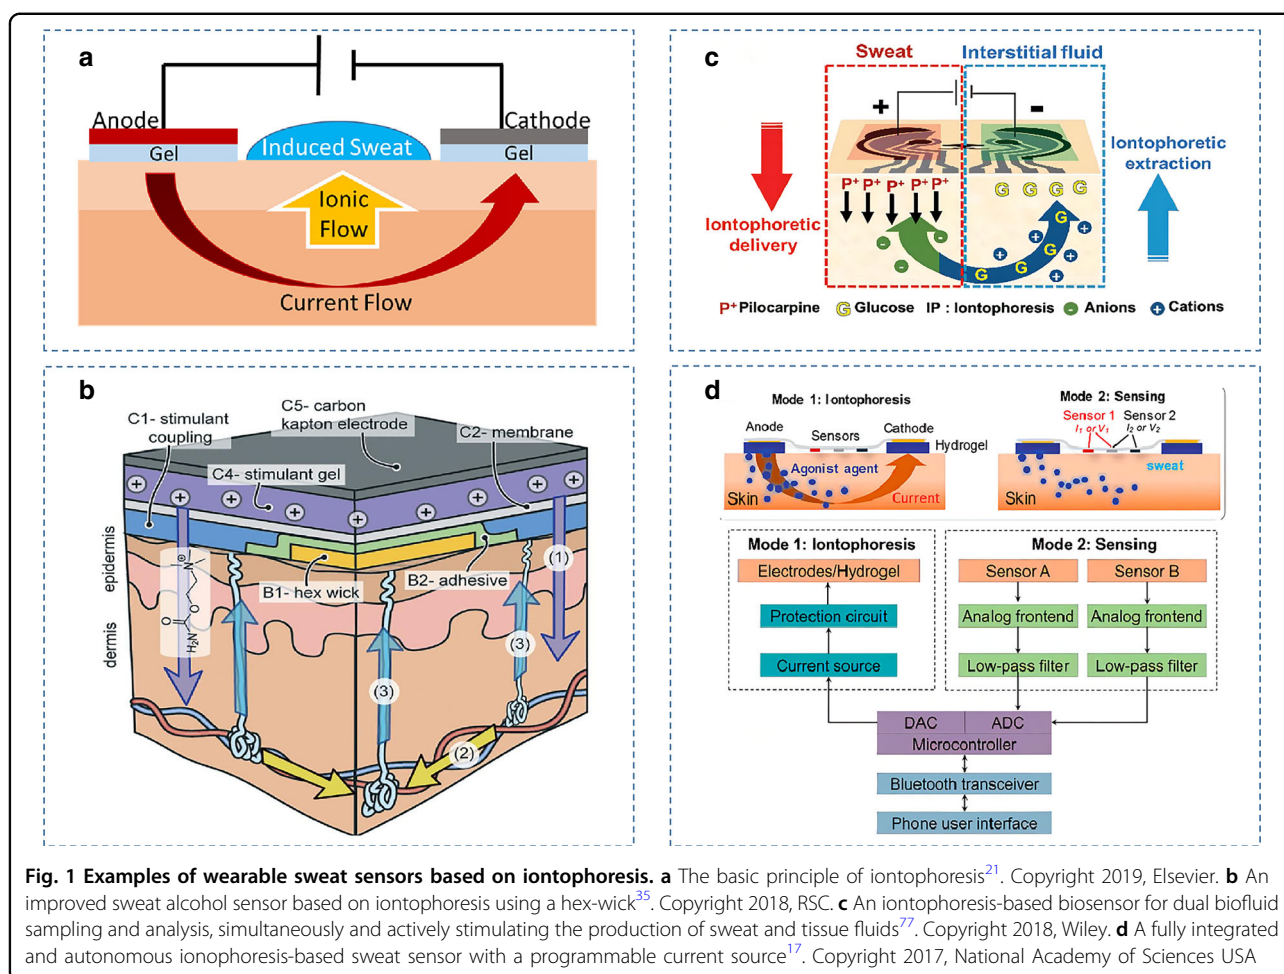 a
Anode
Cathode
Gel
Induced Sweat
Gel
Ionic
Flow
Current Flow
b
C1- stimulant
coupling
C5- carbon
kapton electrode
C2- membrane
C4- stimulant gel
epidermis
dermis
B1- hex wick
B2- adhesive
(1)
(2)
(3)
(3)
N
+
O
O
H₂N
c
Sweat
Interstitial fluid
+
-
Iontophoretic
delivery
Iontophoretic
extraction
P⁺ P⁺ P⁺ P⁺ P⁺
G G G G
G
G
G
G
P⁺ Pilocarpine G Glucose IP : Iontophoresis - Anions + Cations
d
Mode 1: Iontophoresis
Anode
Sensors
Cathode
Hydrogel
Agonist agent
Current
Skin
Mode 2: Sensing
Sensor 1
I₁ or V₁
Sensor 2
I₂ or V₂
sweat
Skin
Mode 1: Iontophoresis
Electrodes/Hydrogel
Protection circuit
Current source
Mode 2: Sensing
Sensor A
Sensor B
Analog frontend
Analog frontend
Low-pass filter
Low-pass filter
DAC ADC
Microcontroller
Bluetooth transceiver
Phone user interface
Fig. 1 Examples of wearable sweat sensors based on iontophoresis. a The basic principle of iontophoresis²¹. Copyright 2019, Elsevier. b An
improved sweat alcohol sensor based on iontophoresis using a hex-wick³⁵. Copyright 2018, RSC. c An iontophoresis-based biosensor for dual biofluid
sampling and analysis, simultaneously and actively stimulating the production of sweat and tissue fluids⁷⁷. Copyright 2018, Wiley. d A fully integrated
and autonomous ionophoresis-based sweat sensor with a programmable current source¹⁷. Copyright 2017, National Academy of Sciences USA